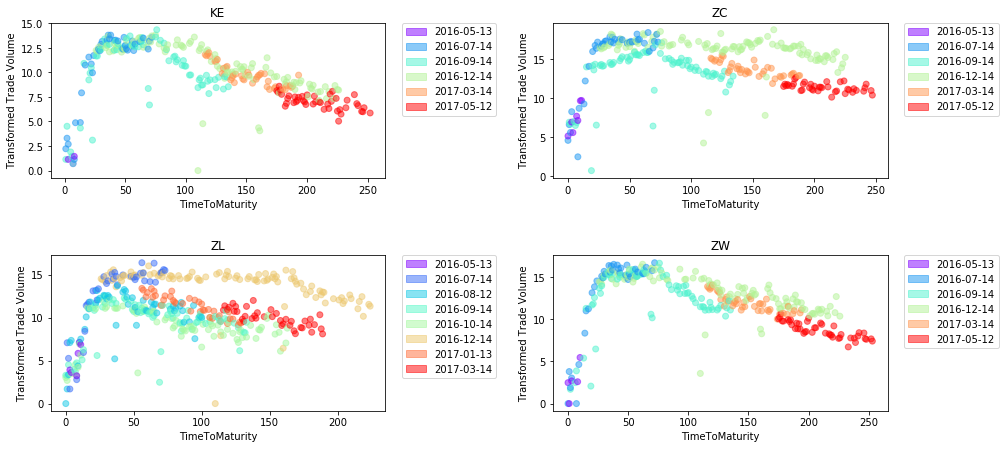 KE
Transformed Trade Volume
15.0
12.5
10.0
7.5
5.0
2.5
0.0
0 50 100 150 200 250
TimeToMaturity
2016-05-13
2016-07-14
2016-09-14
2016-12-14
2017-03-14
2017-05-12
ZC
Transformed Trade Volume
15
10
5
0
0 50 100 150 200 250
TimeToMaturity
2016-05-13
2016-07-14
2016-09-14
2016-12-14
2017-03-14
2017-05-12
ZL
Transformed Trade Volume
15
10
5
0
0 50 100 150 200
TimeToMaturity
2016-05-13
2016-07-14
2016-08-12
2016-09-14
2016-10-14
2016-12-14
2017-01-13
2017-03-14
ZW
Transformed Trade Volume
15
10
5
0
0 50 100 150 200 250
TimeToMaturity
2016-05-13
2016-07-14
2016-09-14
2016-12-14
2017-03-14
2017-05-12